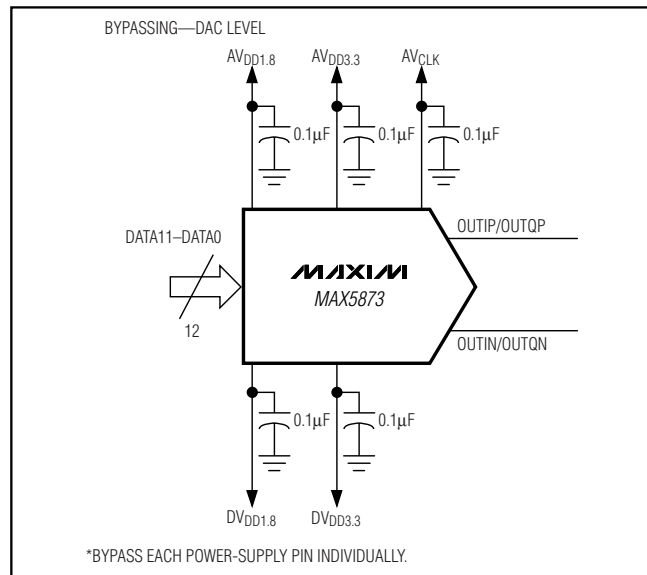 BYPASSING—DAC LEVEL
AVDD1.8 AVDD3.3 AVCLK
0.1µF 0.1µF 0.1µF
OUTIP/OUTQP
DATA11–DATA0
MAXIM
MAX5873
12
OUTIN/OUTQN
0.1µF 0.1µF
DVDD1.8 DVDD3.3
*BYPASS EACH POWER-SUPPLY PIN INDIVIDUALLY.